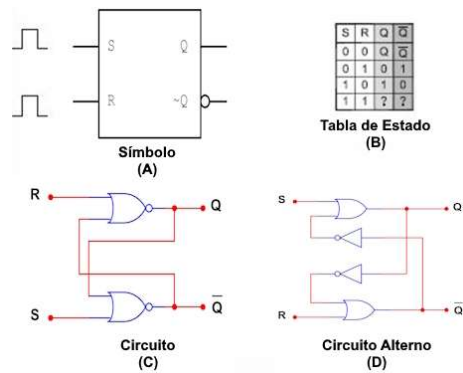 S Q
R ~Q
Símbolo
(A)
S R Q Q̅
0 0 Q Q̅
0 1 0 1
1 0 1 0
1 1 ? ?
Tabla de Estado
(B)
R Q
S Q̅
Circuito
(C)
S Q
R Q̅
Circuito Alterno
(D)